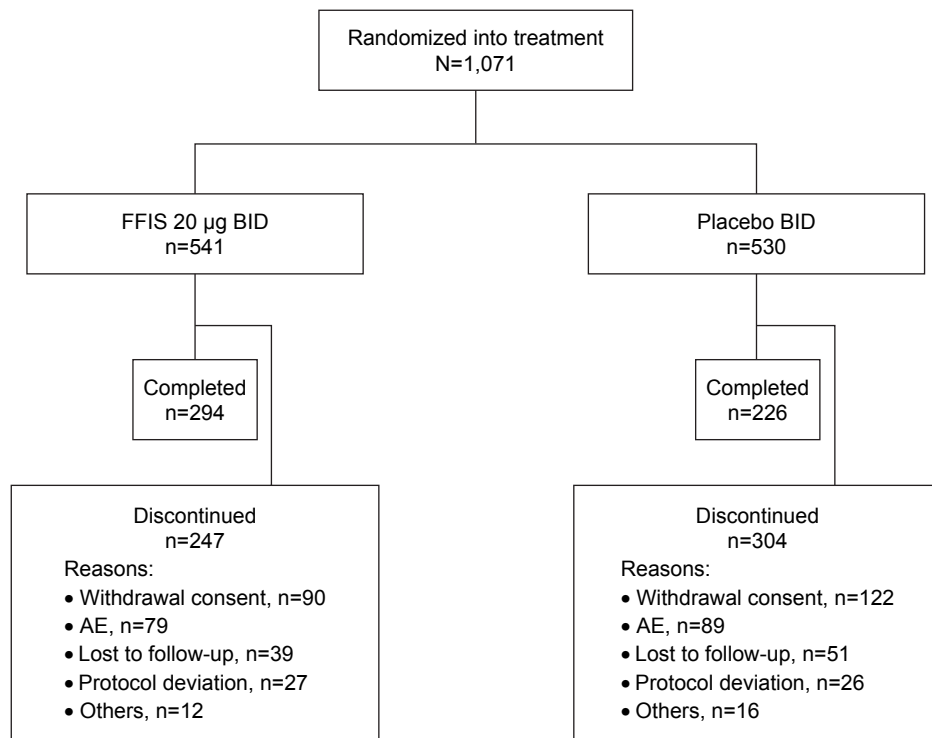 Randomized into treatment
N=1,071
FFIS 20 µg BID
n=541
Placebo BID
n=530
Completed
n=294
Completed
n=226
Discontinued
n=247
Reasons:
• Withdrawal consent, n=90
• AE, n=79
• Lost to follow-up, n=39
• Protocol deviation, n=27
• Others, n=12
Discontinued
n=304
Reasons:
• Withdrawal consent, n=122
• AE, n=89
• Lost to follow-up, n=51
• Protocol deviation, n=26
• Others, n=16